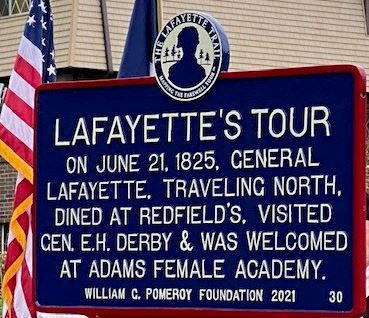 THE LAFAYETTE TRAIL
MARKING THE FAREWELL TOUR
LAFAYETTE'S TOUR
ON JUNE 21, 1825, GENERAL
LAFAYETTE, TRAVELING NORTH,
DINED AT REDFIELD'S, VISITED
GEN. E.H. DERBY & WAS WELCOMED
AT ADAMS FEMALE ACADEMY.
WILLIAM G. POMEROY FOUNDATION 2021 30